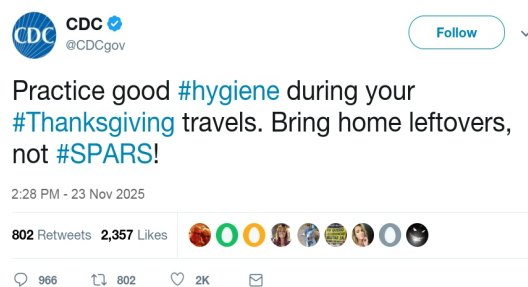 CDC
CDC
@CDCgov
Follow
Practice good #hygiene during your
#Thanksgiving travels. Bring home leftovers,
not #SPARS!
2:28 PM - 23 Nov 2025
802 Retweets 2,357 Likes
966 802 2K